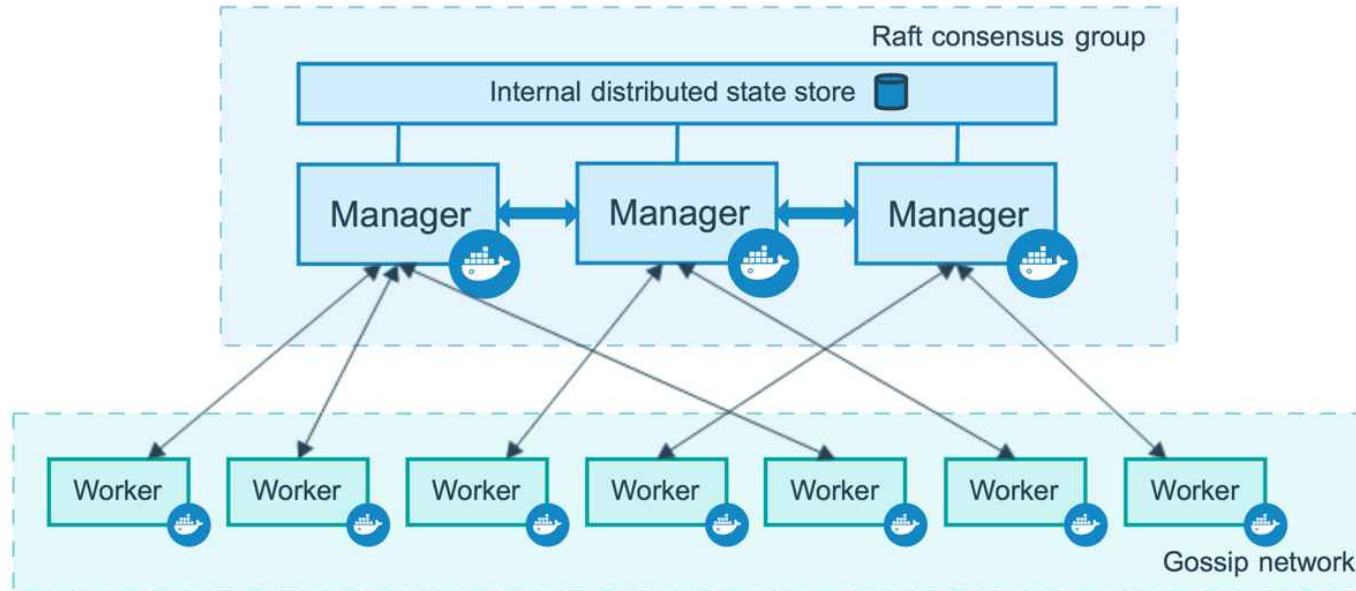 Raft consensus group
Internal distributed state store
Manager
Manager
Manager
Worker
Worker
Worker
Worker
Worker
Worker
Worker
Gossip network